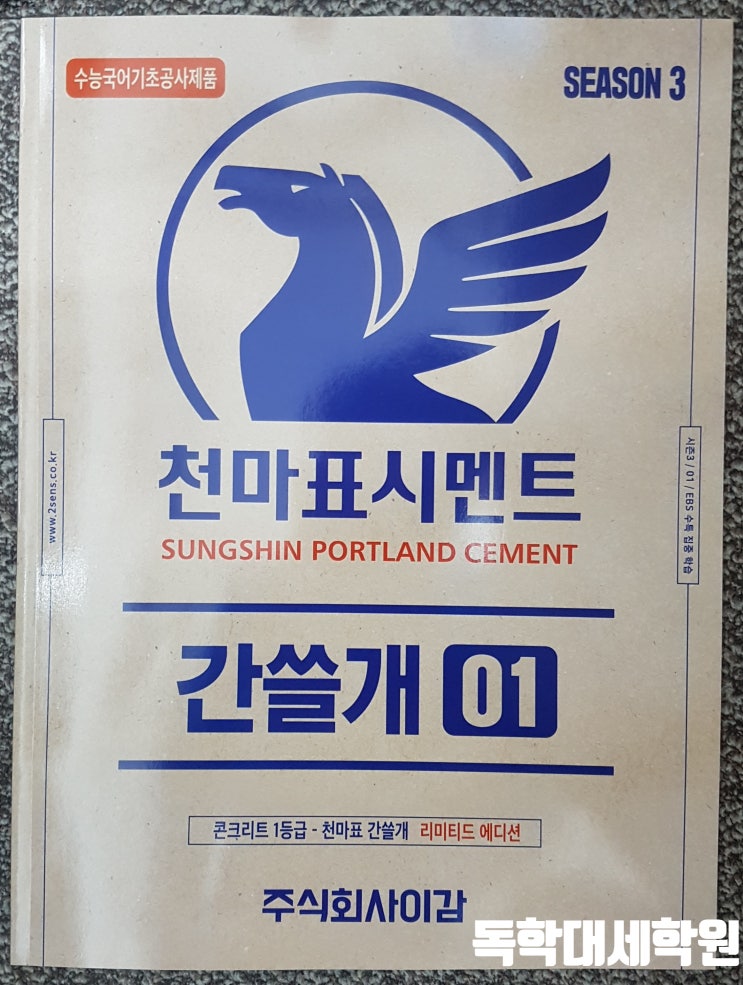 수능국어기초공사제품
SEASON 3
천마표시멘트
SUNGSHIN PORTLAND CEMENT
www.2sens.co.kr
시즌3 / 01 / EBS 수특 집중 학습
간쓸개 01
콘크리트 1등급 - 천마표 간쓸개 리미티드 에디션
주식회사이감
독학대세학원